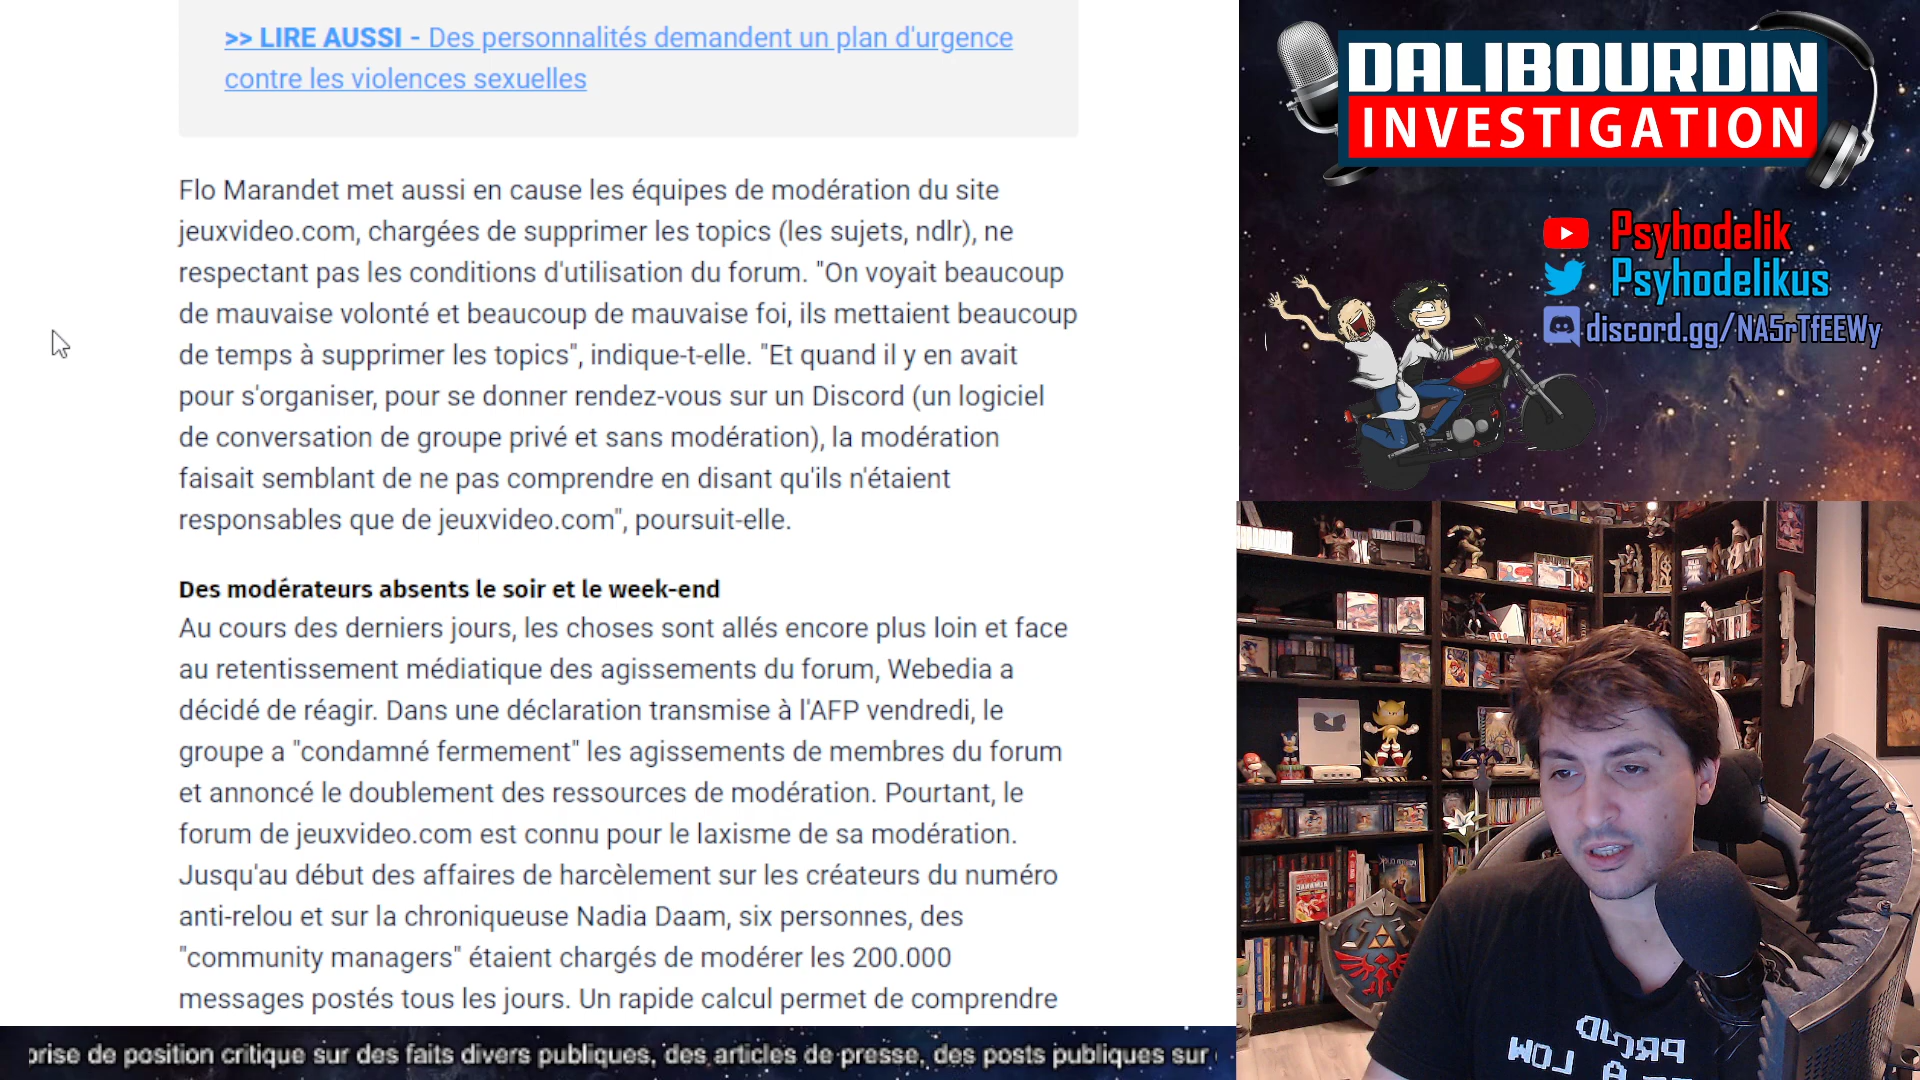 >> LIRE AUSSI - Des personnalités demandent un plan d'urgence
contre les violences sexuelles
Flo Marandet met aussi en cause les équipes de modération du site
jeuxvideo.com, chargées de supprimer les topics (les sujets, ndlr), ne
respectant pas les conditions d'utilisation du forum. "On voyait beaucoup
de mauvaise volonté et beaucoup de mauvaise foi, ils mettaient beaucoup
de temps à supprimer les topics", indique-t-elle. "Et quand il y en avait
pour s'organiser, pour se donner rendez-vous sur un Discord (un logiciel
de conversation de groupe privé et sans modération), la modération
faisait semblant de ne pas comprendre en disant qu'ils n'étaient
responsables que de jeuxvideo.com", poursuit-elle.
Des modérateurs absents le soir et le week-end
Au cours des derniers jours, les choses sont allés encore plus loin et face
au retentissement médiatique des agissements du forum, Webedia a
décidé de réagir. Dans une déclaration transmise à l'AFP vendredi, le
groupe a "condamné fermement" les agissements de membres du forum
et annoncé le doublement des ressources de modération. Pourtant, le
forum de jeuxvideo.com est connu pour le laxisme de sa modération.
Jusqu'au début des affaires de harcèlement sur les créateurs du numéro
anti-relou et sur la chroniqueuse Nadia Daam, six personnes, des
"community managers" étaient chargés de modérer les 200.000
messages postés tous les jours. Un rapide calcul permet de comprendre
prise de position critique sur des faits divers publiques, des articles de presse, des posts publiques sur
DALIBOURDIN
INVESTIGATION
Psyhodelik
Psyhodelikus
discord.gg/NA5rTfEEWy
PROUD
LOW